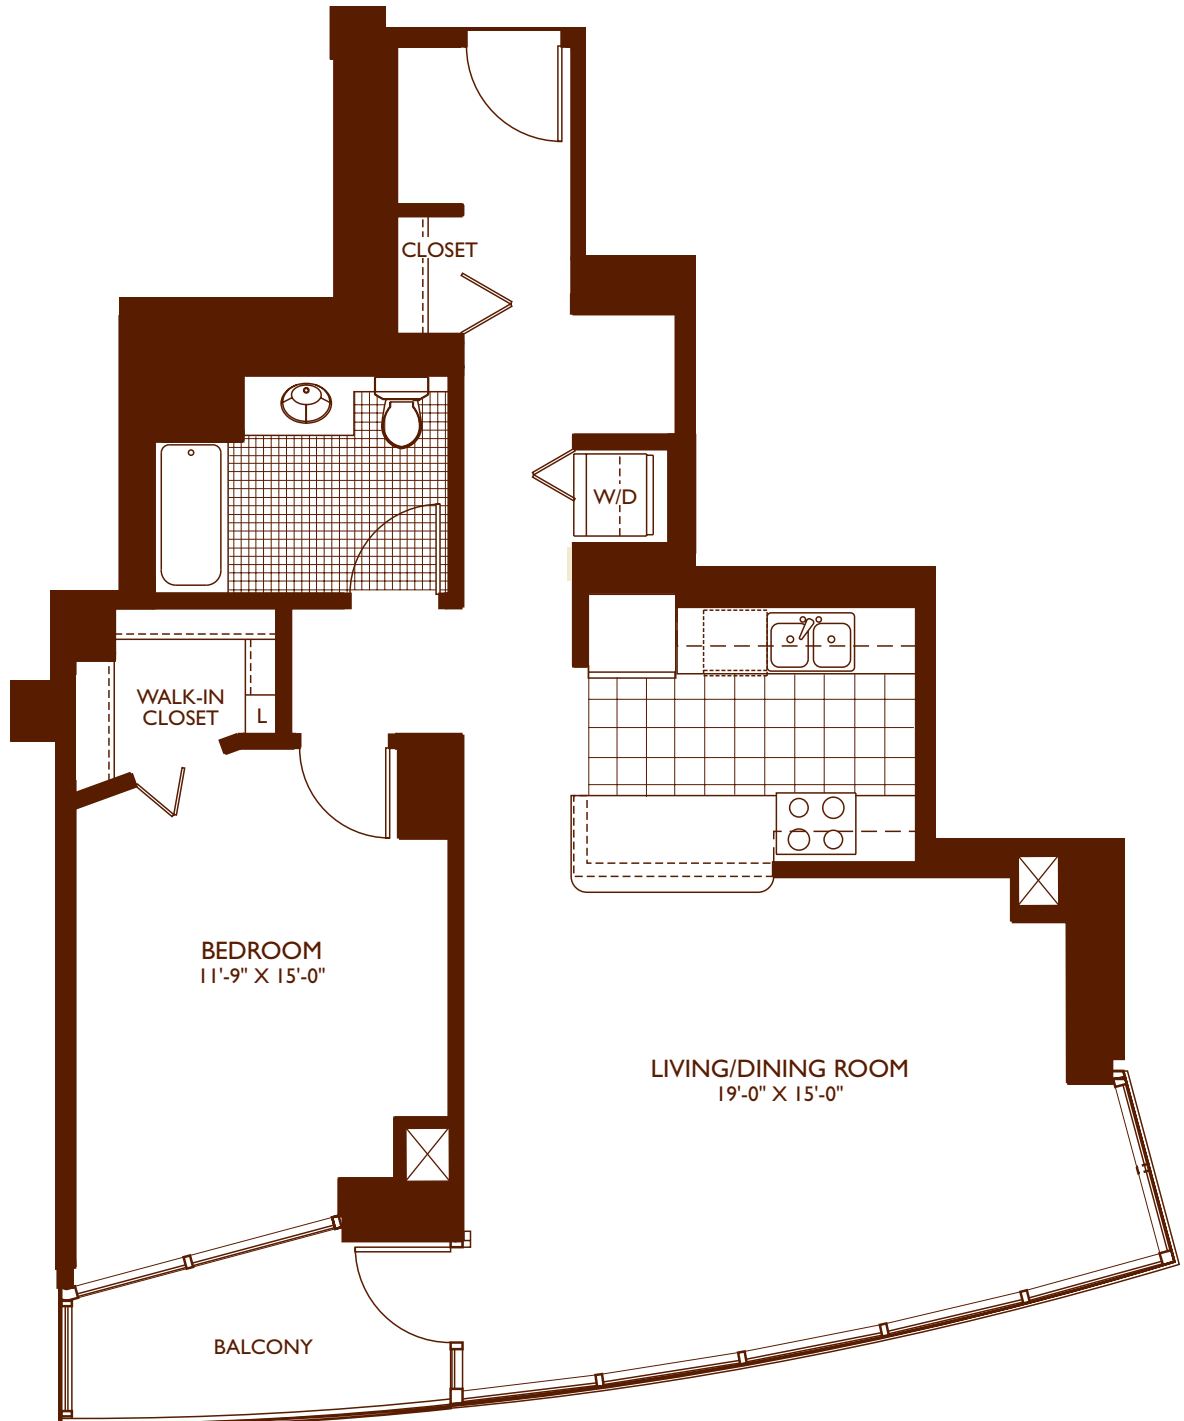 CLOSET
W/D
WALK-IN
CLOSET
L
BEDROOM
11'-9" X 15'-0"
LIVING/DINING ROOM
19'-0" X 15'-0"
BALCONY